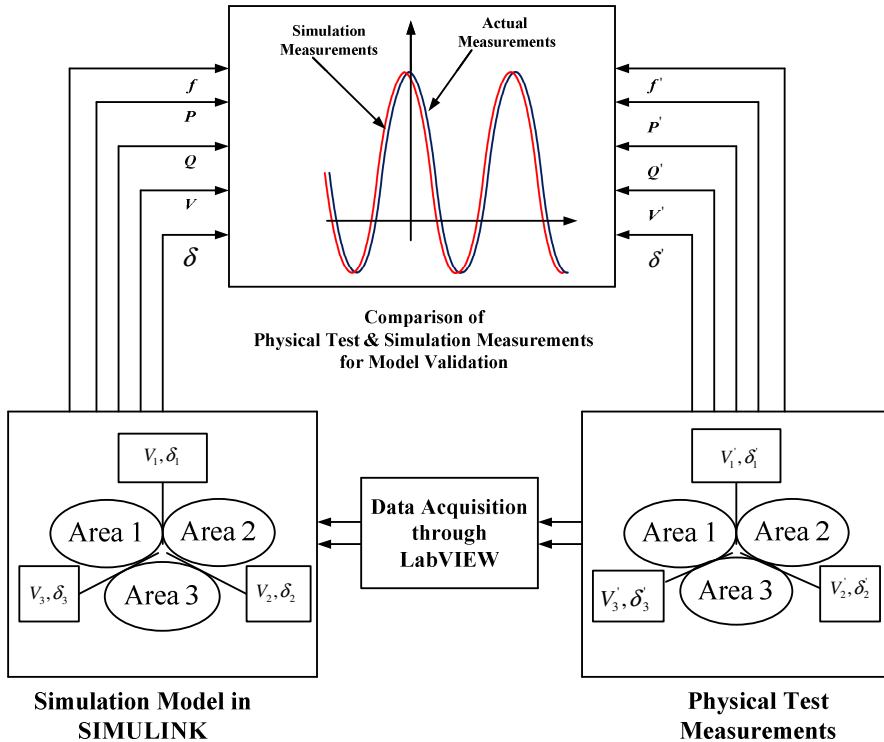 Simulation
Measurements
Actual
Measurements
f
P
Q
V
δ
f'
P'
Q'
V'
δ'
Comparison of
Physical Test & Simulation Measurements
for Model Validation
V1, δ1
Area 1
Area 2
V3, δ3
Area 3
V2, δ2
Data Acquisition
through
LabVIEW
V1', δ1'
Area 1
Area 2
V3', δ3'
Area 3
V2', δ2'
Simulation Model in
SIMULINK
Physical Test
Measurements